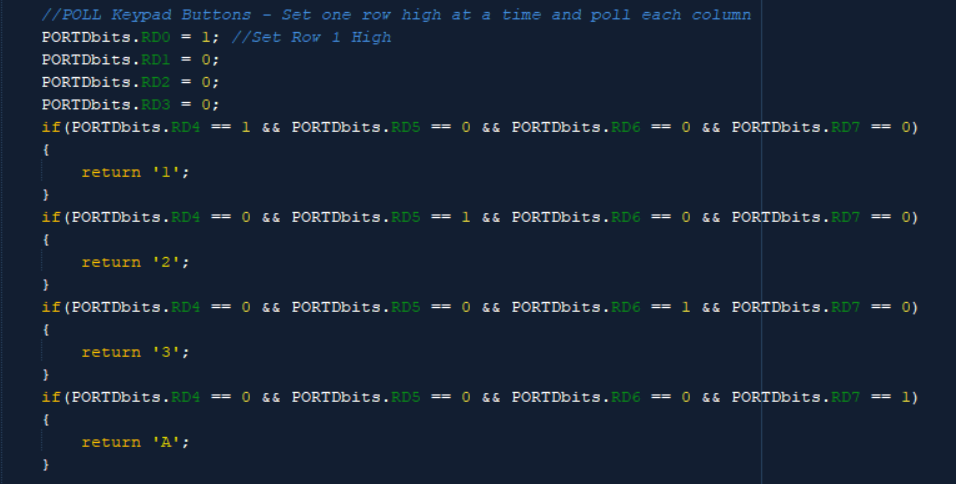 //POLL Keypad Buttons - Set one row high at a time and poll each column
PORTDbits.RD0 = 1; //Set Row 1 High
PORTDbits.RD1 = 0;
PORTDbits.RD2 = 0;
PORTDbits.RD3 = 0;
if(PORTDbits.RD4 == 1 && PORTDbits.RD5 == 0 && PORTDbits.RD6 == 0 && PORTDbits.RD7 == 0)
{
return '1';
}
if(PORTDbits.RD4 == 0 && PORTDbits.RD5 == 1 && PORTDbits.RD6 == 0 && PORTDbits.RD7 == 0)
{
return '2';
}
if(PORTDbits.RD4 == 0 && PORTDbits.RD5 == 0 && PORTDbits.RD6 == 1 && PORTDbits.RD7 == 0)
{
return '3';
}
if(PORTDbits.RD4 == 0 && PORTDbits.RD5 == 0 && PORTDbits.RD6 == 0 && PORTDbits.RD7 == 1)
{
return 'A';
}